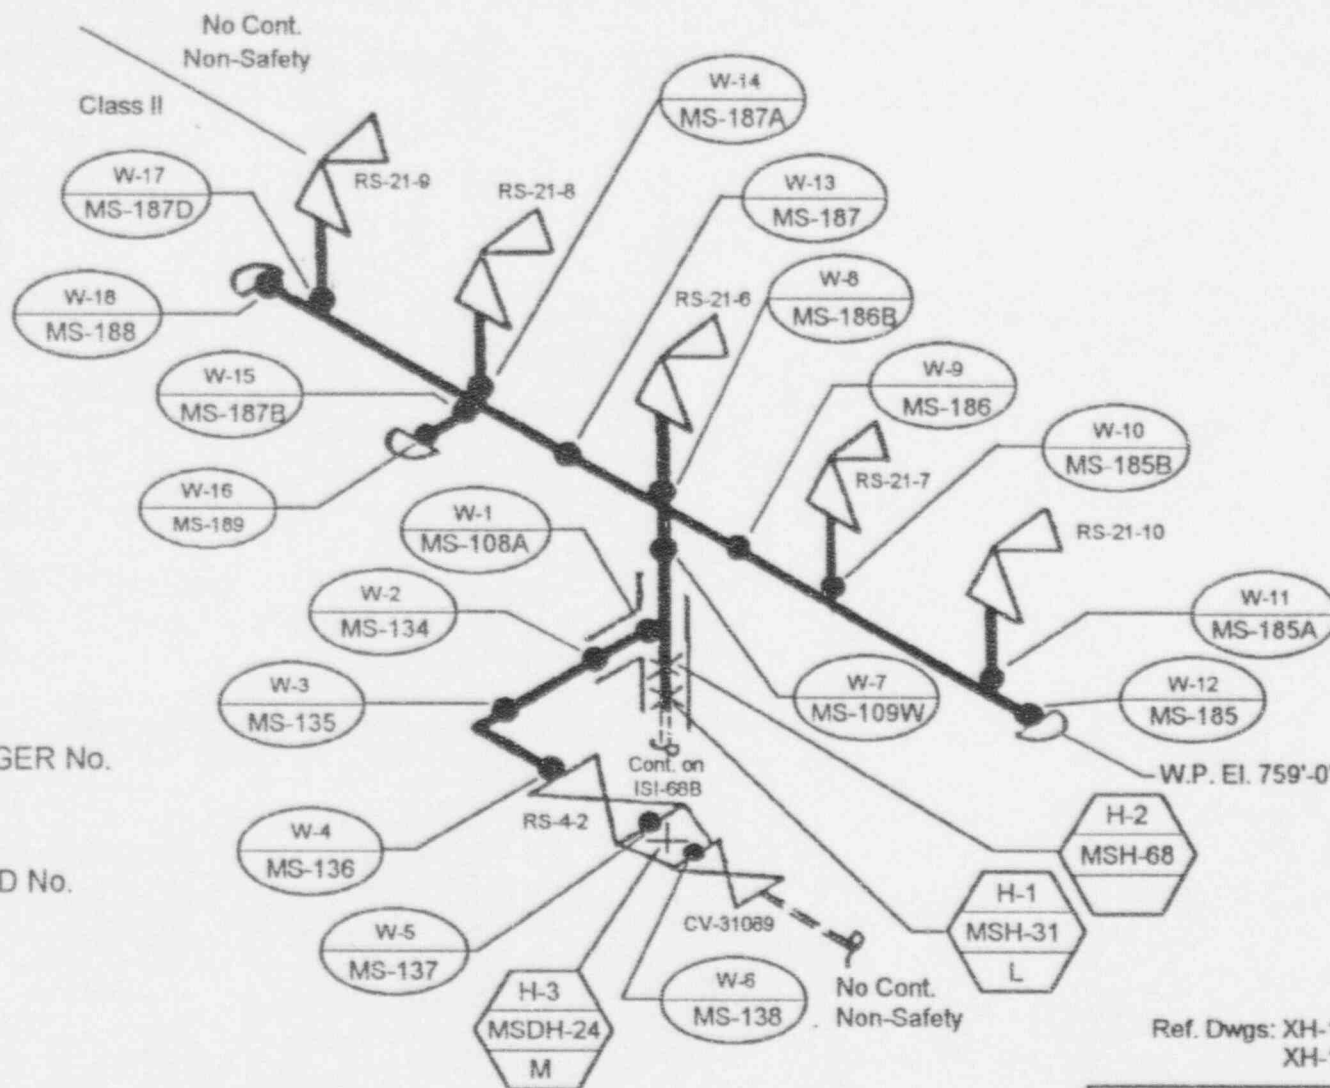 No Cont.
Non-Safety
Class II
W-14
MS-187A
W-17
MS-187D
RS-21-9
RS-21-8
W-13
MS-187
W-18
MS-188
RS-21-6
W-8
MS-186B
W-15
MS-187B
W-9
MS-186
W-10
MS-185B
RS-21-7
W-16
MS-189
W-1
MS-108A
RS-21-10
W-2
MS-134
W-11
MS-185A
W-3
MS-135
W-7
MS-109W
W-12
MS-185
GER No.
Cont. on
ISI-68B
W.P. El. 759'-0"
RS-4-2
W-4
MS-136
H-2
MSH-68
D No.
H-1
MSH-31
L
W-5
MS-137
CV-31089
H-3
MSDH-24
M
W-6
MS-138
No Cont.
Non-Safety
Ref. Dwgs: XH-
XH-